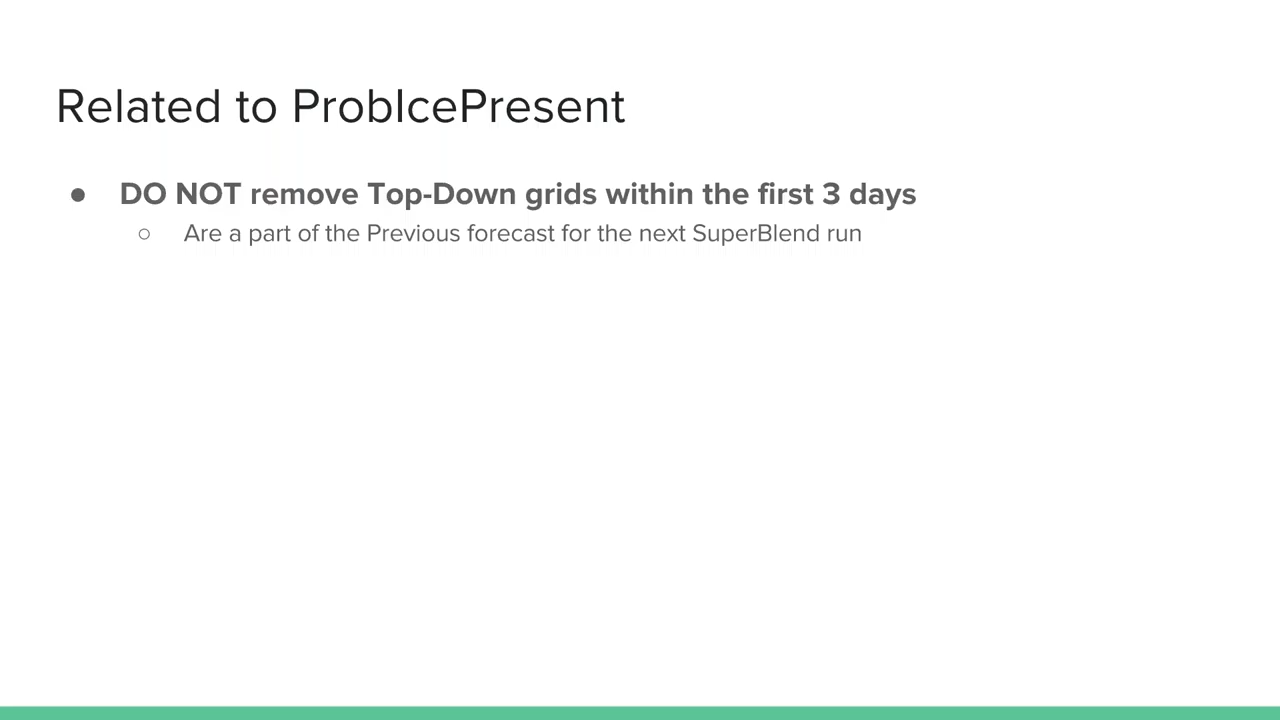 Related to ProbIcePresent
● DO NOT remove Top-Down grids within the first 3 days
○ Are a part of the Previous forecast for the next SuperBlend run